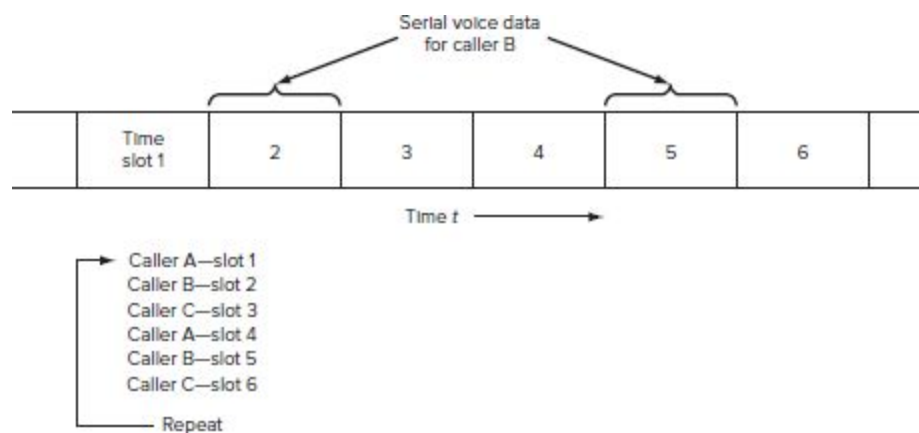 Serial voice data
for caller B
Time
slot 1
2
3
4
5
6
Time t
Caller A—slot 1
Caller B—slot 2
Caller C—slot 3
Caller A—slot 4
Caller B—slot 5
Caller C—slot 6
Repeat